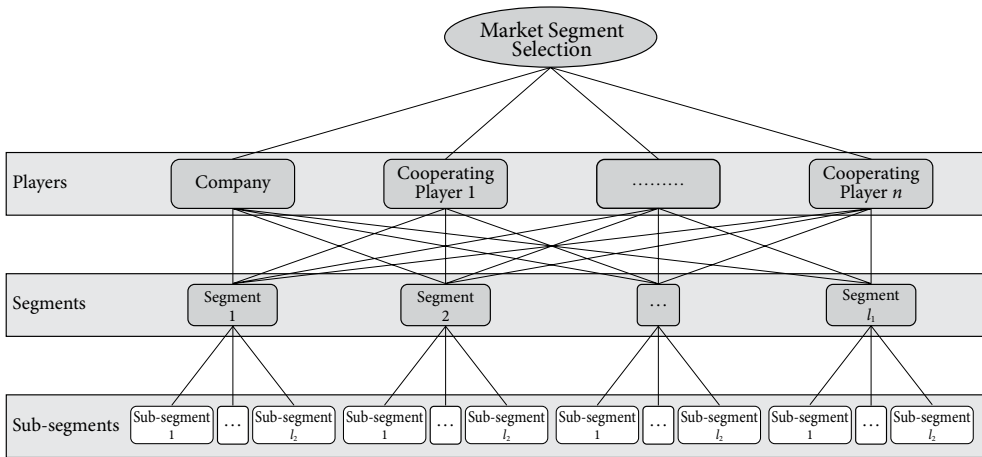 Market Segment
Selection
Players
Company
Cooperating
Player 1
.........
Cooperating
Player n
Segments
Segment
1
Segment
2
...
Segment
l₁
Sub-segments
Sub-segment
1
...
Sub-segment
l₂
Sub-segment
1
...
Sub-segment
l₂
Sub-segment
1
...
Sub-segment
l₂
Sub-segment
1
...
Sub-segment
l₂